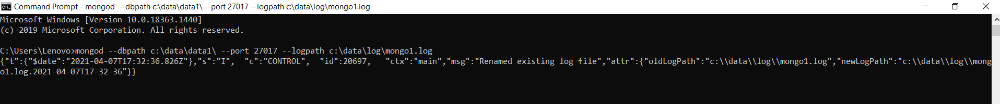 Command Prompt - mongod  --dbpath c:\data\data1\ --port 27017 --logpath c:\data\log\mongo1.log
Microsoft Windows [Version 10.0.18363.1440]
(c) 2019 Microsoft Corporation. All rights reserved.
C:\Users\Lenovo>mongod --dbpath c:\data\data1\ --port 27017 --logpath c:\data\log\mongo1.log
{"t":{"$date":"2021-04-07T17:32:36.826Z"},"s":"I",  "c":"CONTROL",  "id":20697,   "ctx":"main","msg":"Renamed existing log file","attr":{"oldLogPath":"c:\\data\\log\\mongo1.log","newLogPath":"c:\\data\\log\\mong
o1.log.2021-04-07T17-32-36"}}